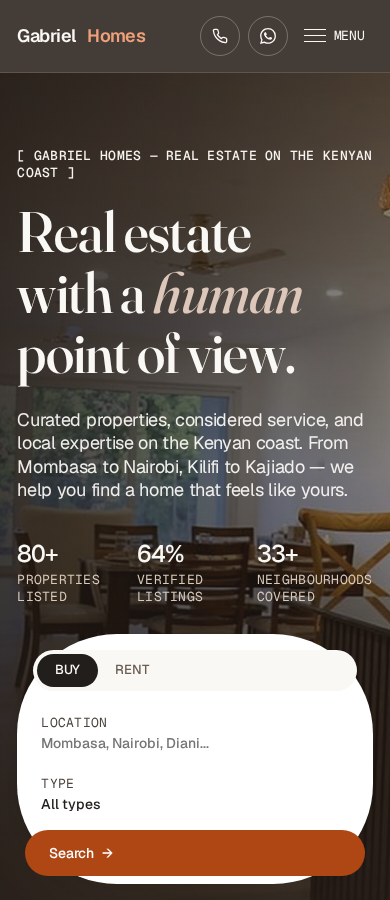 Gabriel Homes
MENU
[ GABRIEL HOMES — REAL ESTATE ON THE KENYAN
COAST ]
Real estate
with a human
point of view.
Curated properties, considered service, and
local expertise on the Kenyan coast. From
Mombasa to Nairobi, Kilifi to Kajiado — we
help you find a home that feels like yours.
80+ 64% 33+
PROPERTIES VERIFIED NEIGHBOURHOODS
LISTED LISTINGS COVERED
BUY RENT
LOCATION
Mombasa, Nairobi, Diani...
TYPE
All types
Search →